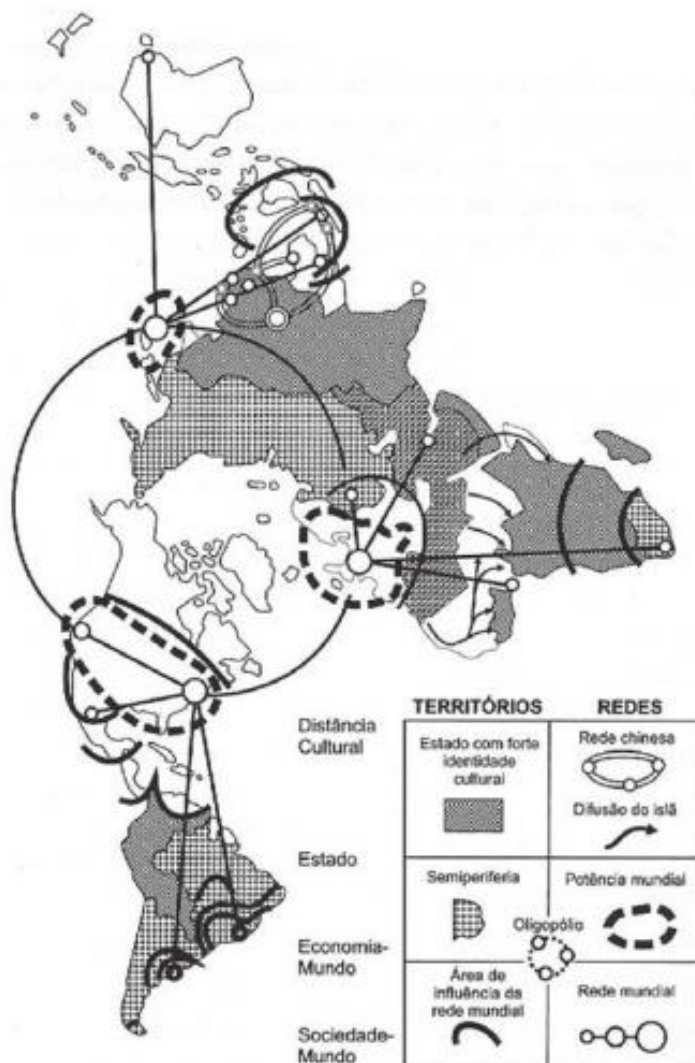 TERRITÓRIOS
REDES
Distância
Cultural
Estado com forte
identidade
cultural
Rede chinesa
Difusão do islã
Estado
Semiperiferia
Potência mundial
Oligopólio
Economia-
Mundo
Área de
influência da
rede mundial
Rede mundial
Sociedade-
Mundo